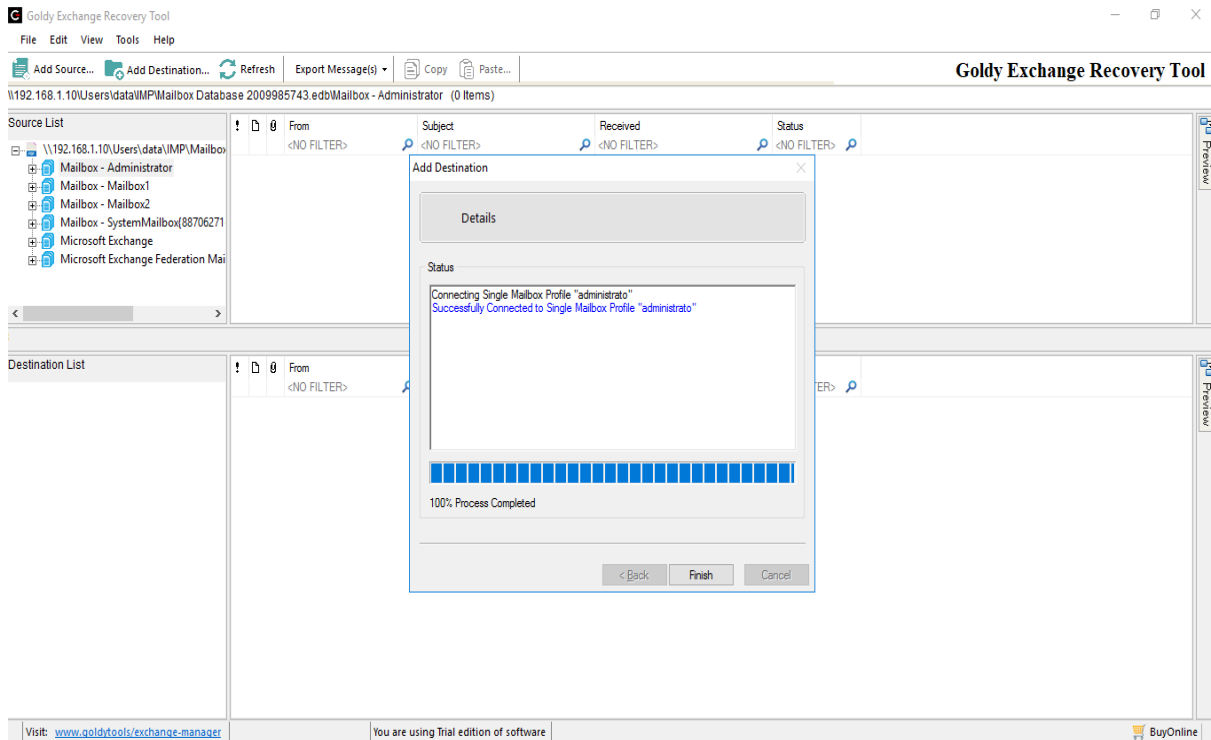 Goldy Exchange Recovery Tool
File Edit View Tools Help
Add Source... Add Destination... Refresh Export Message(s) Copy Paste... Goldy Exchange Recovery Tool
\\192.168.1.10\Users\data\IMP\Mailbox Database 2009985743.edb\Mailbox - Administrator (0 Items)
Source List
\\192.168.1.10\Users\data\IMP\Mailbox
Mailbox - Administrator
Mailbox - Mailbox1
Mailbox - Mailbox2
Mailbox - SystemMailbox{88706271
Microsoft Exchange
Microsoft Exchange Federation Mai
From Subject Received Status
<NO FILTER> <NO FILTER> <NO FILTER> <NO FILTER>
Preview
Add Destination
Details
Status
Connecting Single Mailbox Profile "administrato"
Successfully Connected to Single Mailbox Profile "administrato"
100% Process Completed
< Back Finish Cancel
Destination List
From
<NO FILTER> TER>
Preview
Visit: www.goldytools/exchange-manager You are using Trial edition of software BuyOnline